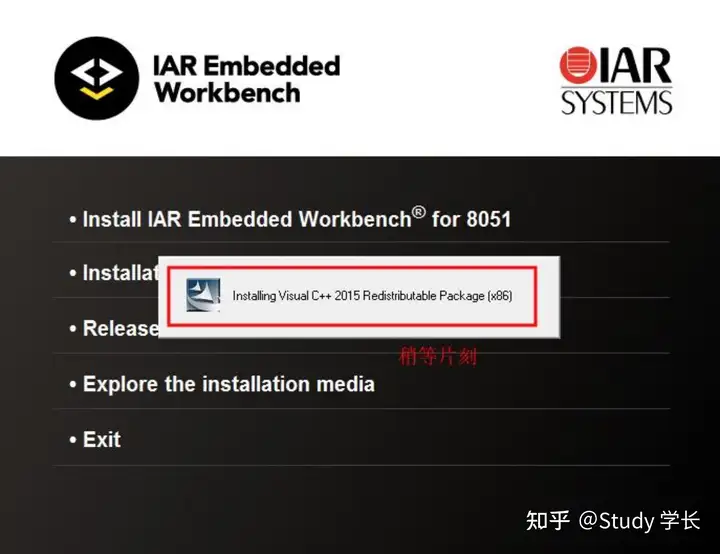 IAR Embedded
Workbench
IAR
SYSTEMS
• Install IAR Embedded Workbench® for 8051
• Installat
Installing Visual C++ 2015 Redistributable Package (x86)
• Release
稍等片刻
• Explore the installation media
• Exit
知乎 @Study 学长